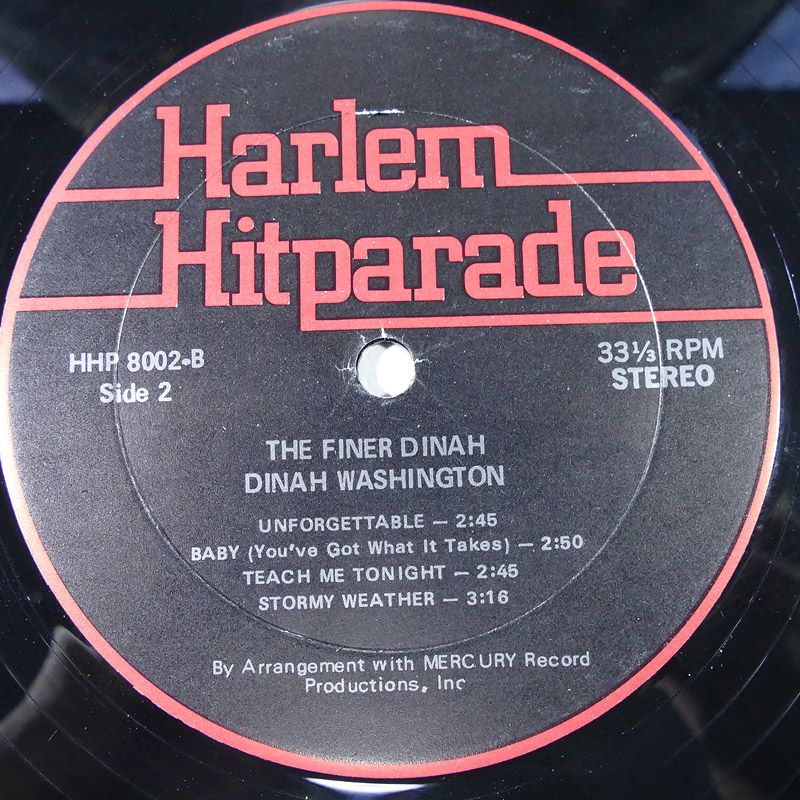 Harlem
Hitparade
HHP 8002-B
Side 2
33⅓ RPM
STEREO
THE FINER DINAH
DINAH WASHINGTON
UNFORGETTABLE — 2:45
BABY (You've Got What It Takes) — 2:50
TEACH ME TONIGHT — 2:45
STORMY WEATHER — 3:16
By Arrangement with MERCURY Record
Productions, Inc